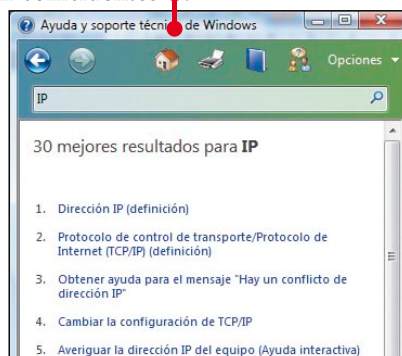 Ayuda y soporte técnico de Windows
Opciones
IP
30 mejores resultados para IP
1. Dirección IP (definición)
2. Protocolo de control de transporte/Protocolo de
Internet (TCP/IP) (definición)
3. Obtener ayuda para el mensaje "Hay un conflicto de
dirección IP"
4. Cambiar la configuración de TCP/IP
5. Averiguar la dirección IP del equipo (Ayuda interactiva)